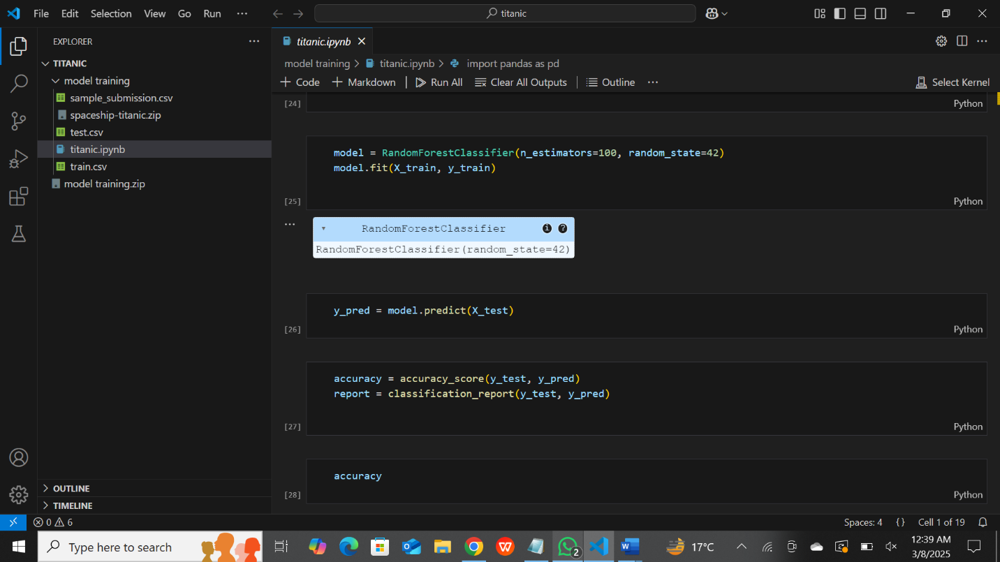 File Edit Selection View Go Run ··· titanic
EXPLORER ···
titanic.ipynb
TITANIC
model training > titanic.ipynb > import pandas as pd
model training
+ Code + Markdown Run All Clear All Outputs Outline ··· Select Kernel
sample_submission.csv
spaceship-titanic.zip
test.csv
titanic.ipynb
train.csv
model training.zip
[24] Python
model = RandomForestClassifier(n_estimators=100, random_state=42)
model.fit(X_train, y_train)
[25] Python
···
RandomForestClassifier i ?
RandomForestClassifier(random_state=42)
y_pred = model.predict(X_test)
[26] Python
accuracy = accuracy_score(y_test, y_pred)
report = classification_report(y_test, y_pred)
[27] Python
accuracy
[28] Python
OUTLINE
TIMELINE
0 6 Spaces: 4 {} Cell 1 of 19
Type here to search W 2 W 17°C 12:39 AM
3/8/2025